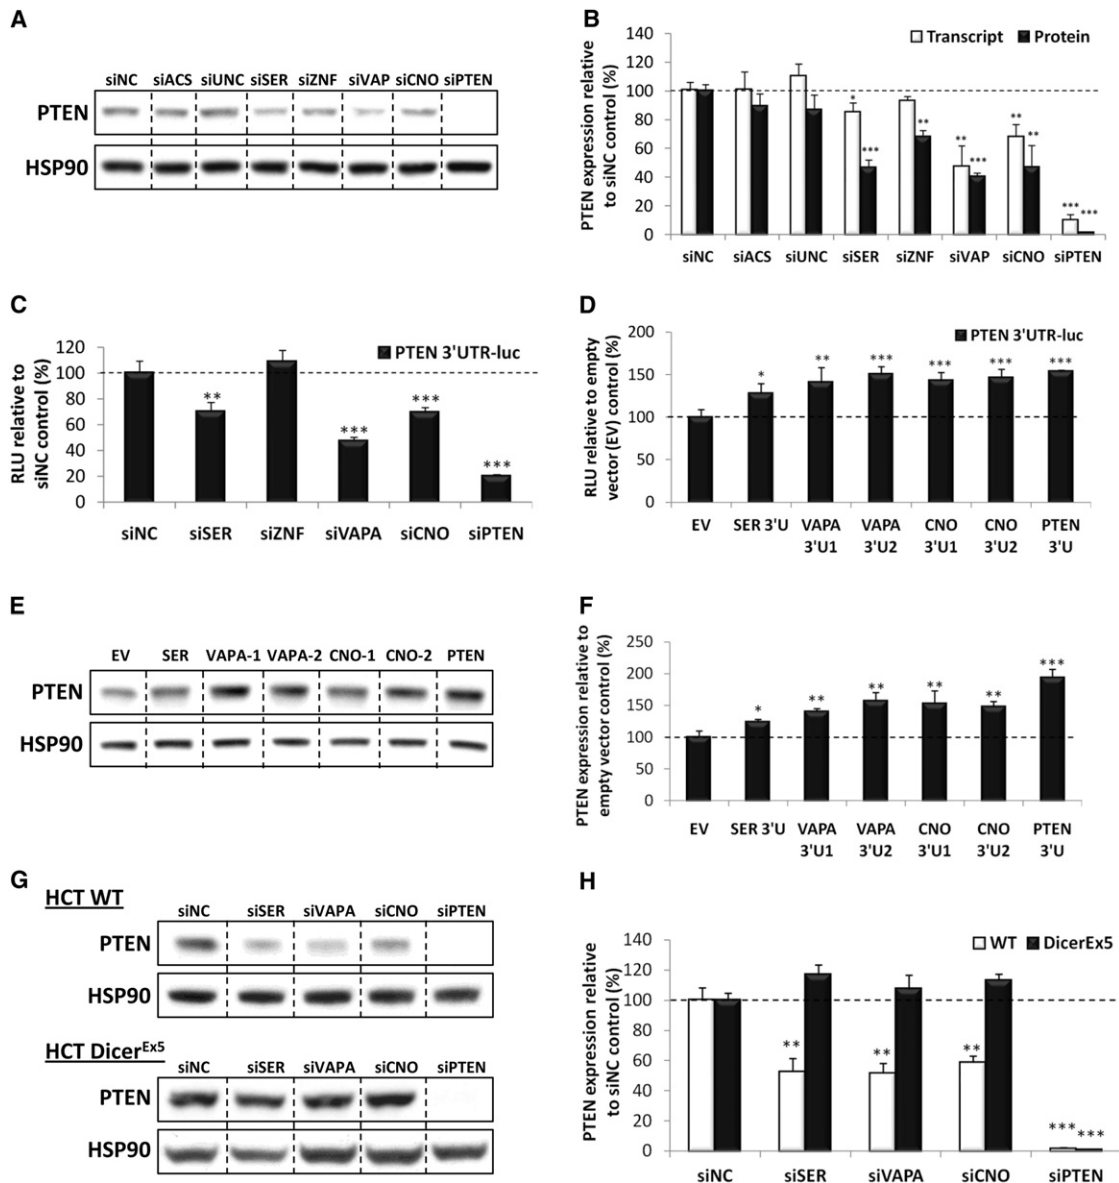 A
siNC siACS siUNC siSER siZNF siVAP siCNO siPTEN
PTEN
HSP90
B
PTEN expression relative
to siNC control (%)
140
120
100
80
60
40
20
0
Transcript Protein
* *** ** ** *** ** ** *** ***
siNC siACS siUNC siSER siZNF siVAP siCNO siPTEN
C
RLU relative to
siNC control (%)
120
100
80
60
40
20
0
PTEN 3'UTR-luc
** *** *** ***
siNC siSER siZNF siVAPA siCNO siPTEN
D
RLU relative to empty
vector (EV) control (%)
200
150
100
50
0
PTEN 3'UTR-luc
* ** *** *** *** ***
EV SER 3'U VAPA VAPA CNO CNO PTEN
3'U1 3'U2 3'U1 3'U2 3'U
E
EV SER VAPA-1 VAPA-2 CNO-1 CNO-2 PTEN
PTEN
HSP90
F
PTEN expression relative to
empty vector control (%)
250
200
150
100
50
0
* ** ** ** ** ***
EV SER 3'U VAPA VAPA CNO CNO PTEN
3'U1 3'U2 3'U1 3'U2 3'U
G
HCT WT
siNC siSER siVAPA siCNO siPTEN
PTEN
HSP90
HCT DicerEx5
siNC siSER siVAPA siCNO siPTEN
PTEN
HSP90
H
PTEN expression relative
to siNC control (%)
140
120
100
80
60
40
20
0
WT DicerEx5
** ** ** *** ***
siNC siSER siVAPA siCNO siPTEN